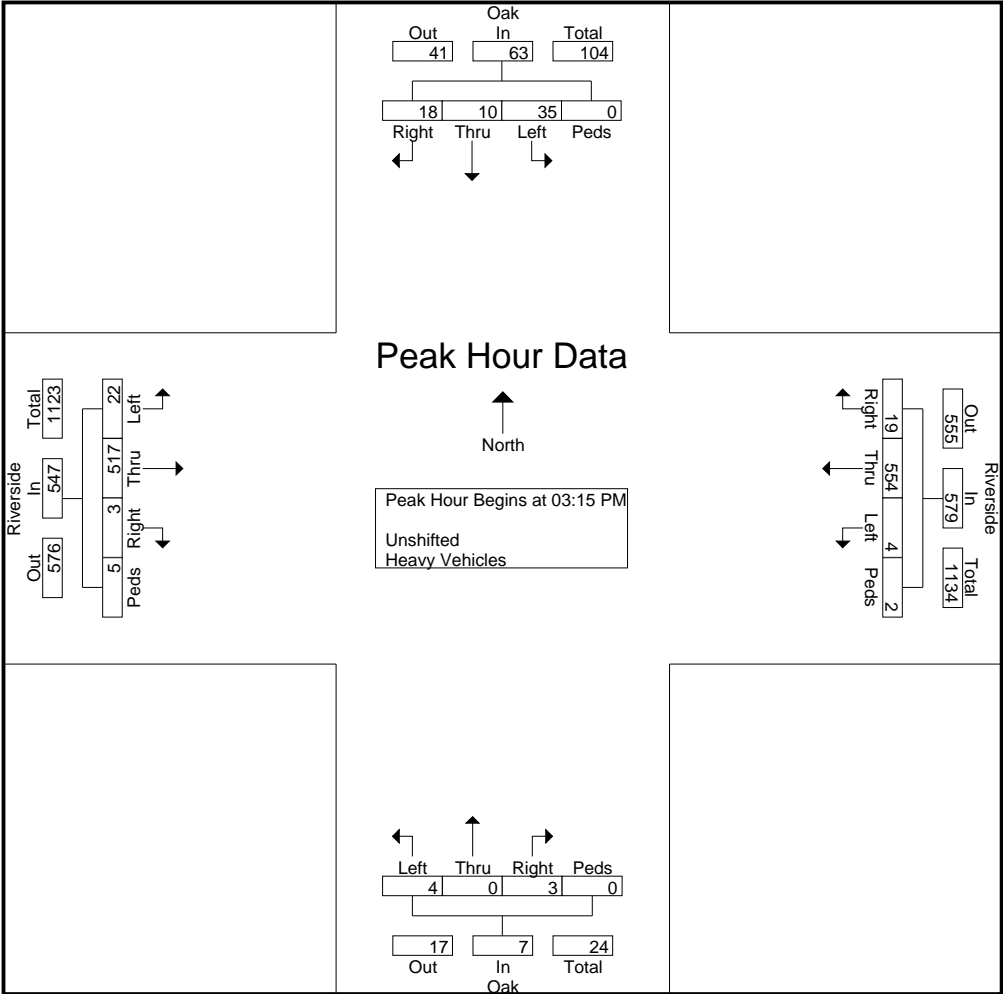 Oak
Out In Total
41 63 104
18 10 35 0
Right Thru Left Peds
Peak Hour Data
North
Peak Hour Begins at 03:15 PM
Unshifted
Heavy Vehicles
Riverside
Total In Out
1123 547 576
22 517 3 5
Left Thru Right Peds
Right Thru Left Peds
19 554 4 2
Out In Total
555 579 1134
Riverside
Left Thru Right Peds
4 0 3 0
17 7 24
Out In Total
Oak